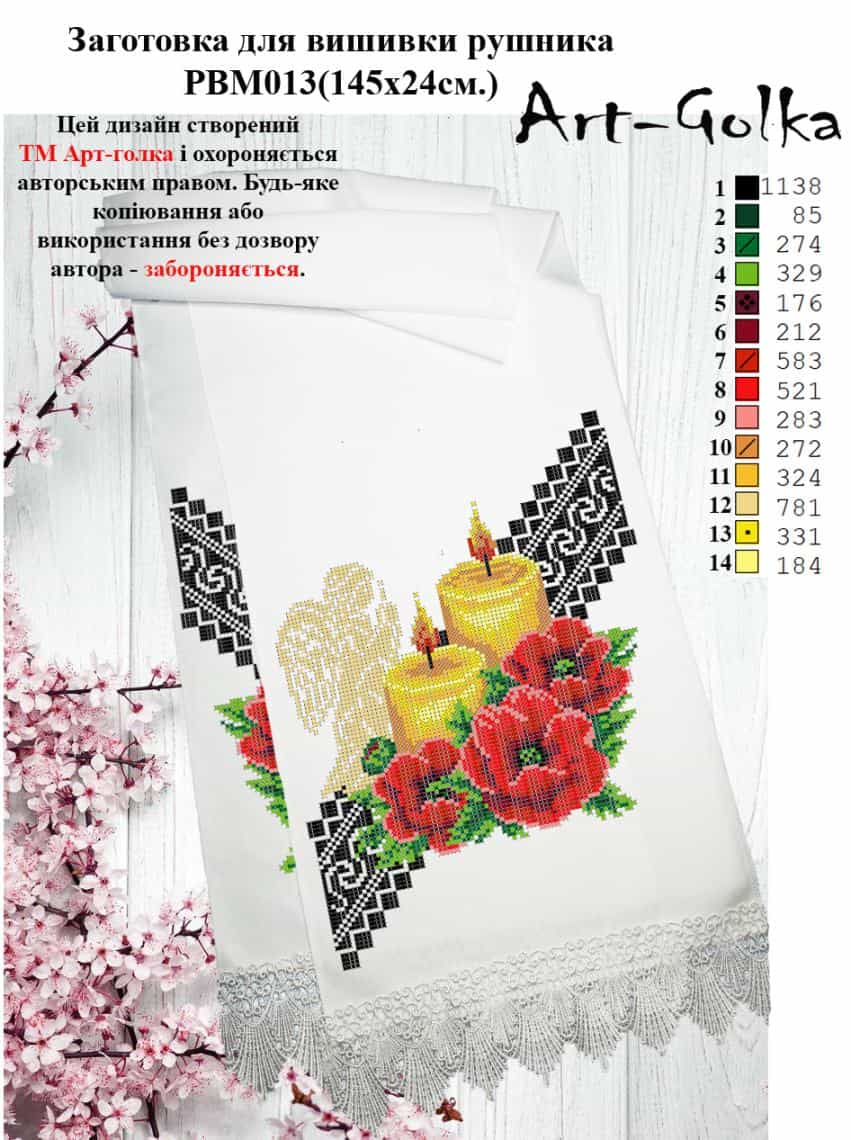 Заготовка для вишивки рушника
РВМ013(145х24см.)
Art-Golka
Цей дизайн створений
ТМ Арт-голка і охороняється
авторським правом. Будь-яке
копіювання або
використання без дозвору
автора - забороняється.
1 1138
2 85
3 274
4 329
5 176
6 212
7 583
8 521
9 283
10 272
11 324
12 781
13 331
14 184